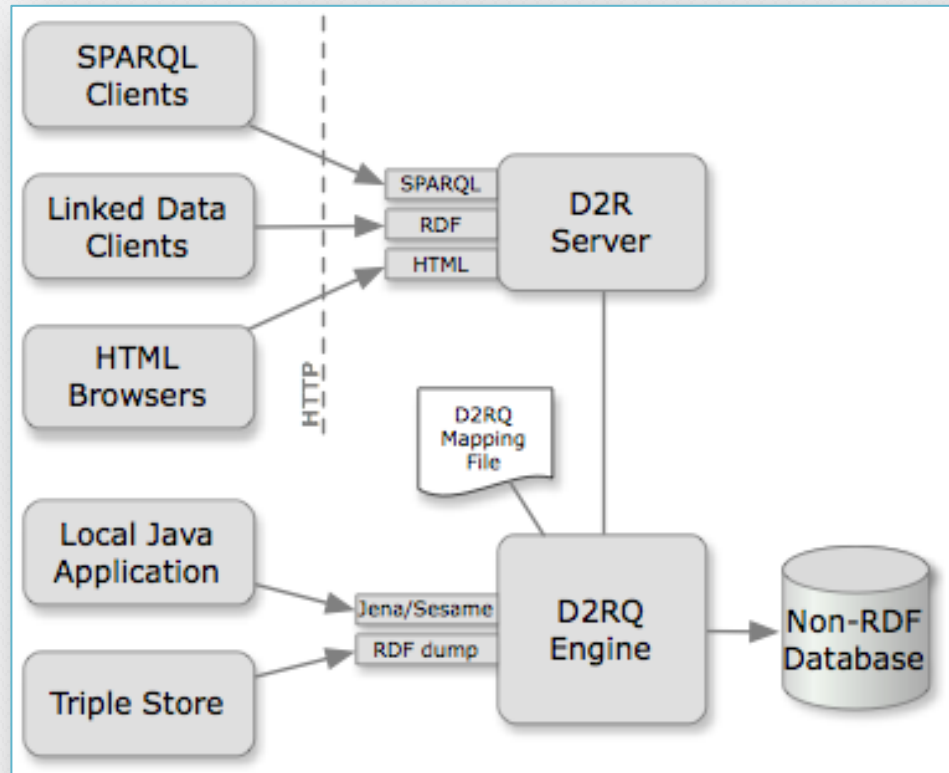 SPARQL
Clients
Linked Data
Clients
HTML
Browsers
HTTP
SPARQL
RDF
HTML
D2R
Server
D2RQ
Mapping
File
Local Java
Application
Triple Store
Jena/Sesame
RDF dump
D2RQ
Engine
Non-RDF
Database